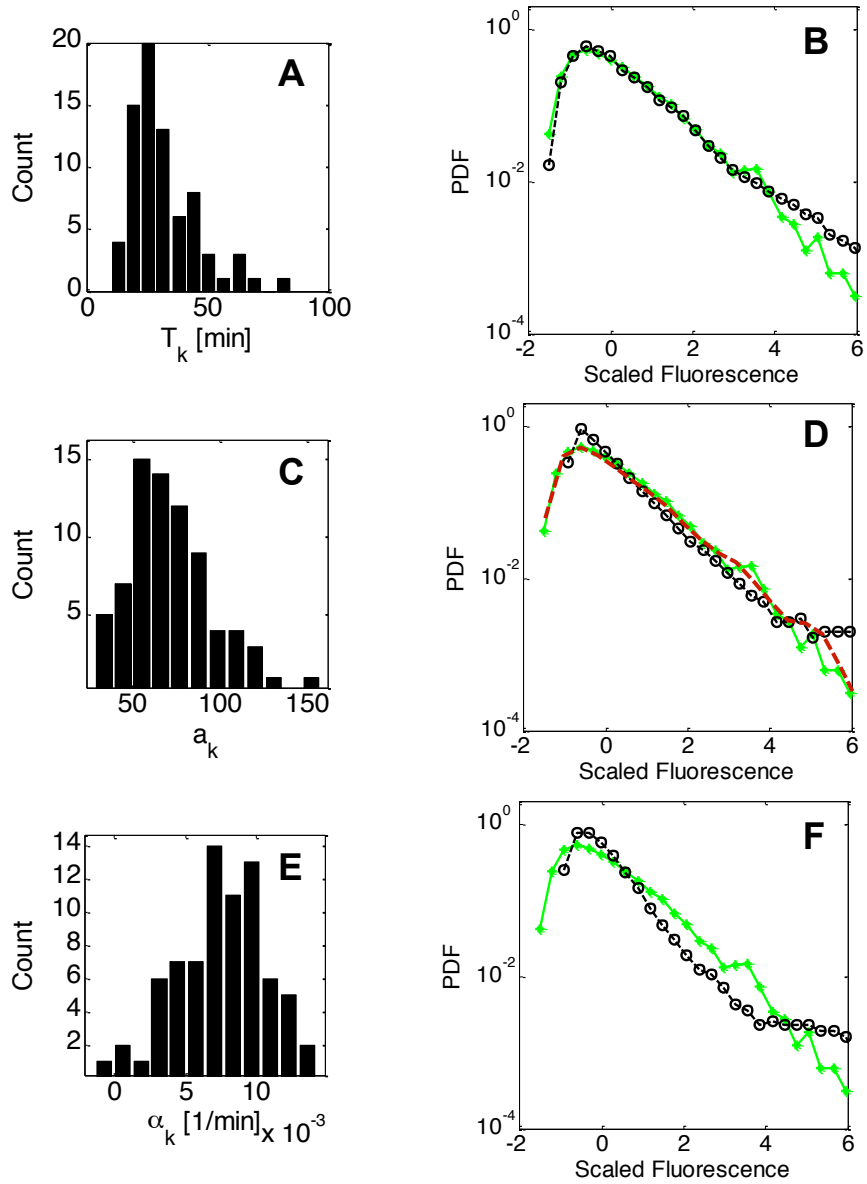 A
20
15
10
5
0
Count
0 50 100
T_k [min]
B
10^0
10^-2
10^-4
PDF
-2 0 2 4 6
Scaled Fluorescence
C
15
10
5
Count
50 100 150
a_k
D
10^0
10^-2
10^-4
PDF
-2 0 2 4 6
Scaled Fluorescence
E
14
12
10
8
6
4
2
Count
0 5 10
α_k [1/min] x 10^-3
F
10^0
10^-2
10^-4
PDF
-2 0 2 4 6
Scaled Fluorescence